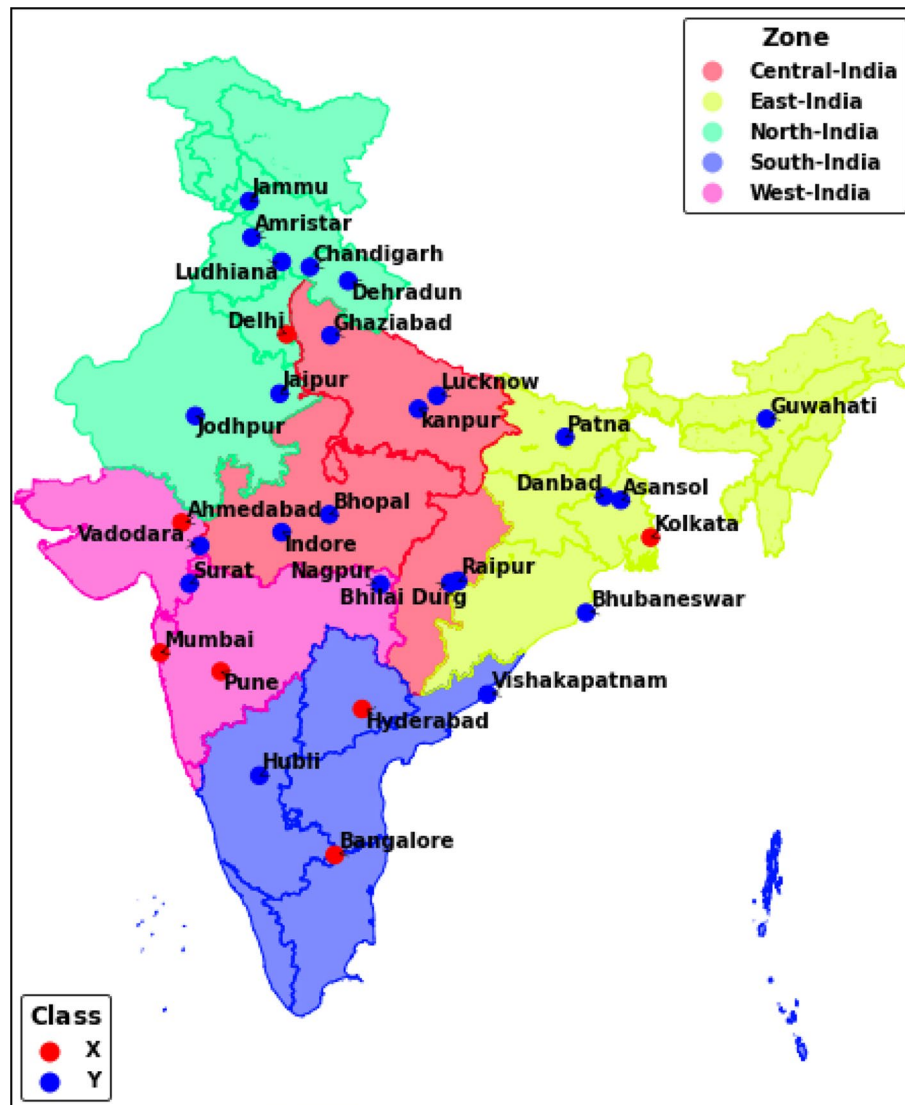 Zone
Central-India
East-India
North-India
South-India
West-India
Jammu
Amristar
Chandigarh
Ludhiana
Dehradun
Delhi
Ghaziabad
Jaipur
Lucknow
kanpur
Jodhpur
Guwahati
Patna
Danbad
Asansol
Ahmedabad
Bhopal
Kolkata
Vadodara
Indore
Surat
Nagpur
Raipur
Bhilai Durg
Bhubaneswar
Mumbai
Pune
Vishakapatnam
Hyderabad
Hubli
Bangalore
Class
X
Y